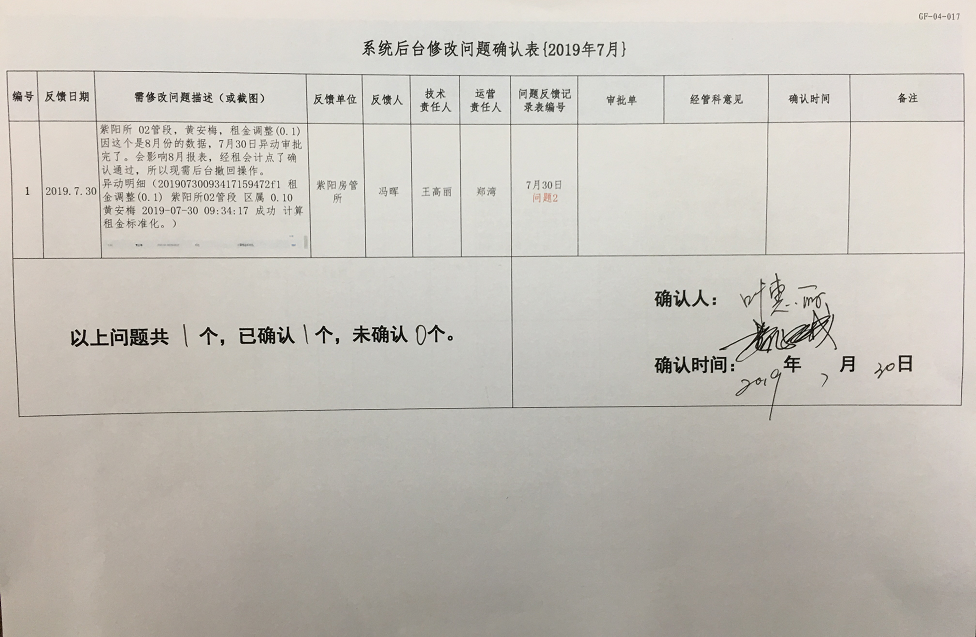 GF-04-017
系统后台修改问题确认表{2019年7月}
编号 反馈日期 需修改问题描述（或截图） 反馈单位 反馈人 技术责任人 运营责任人 问题反馈记录表编号 审批单 经管科意见 确认时间 备注
1 2019.7.30
紫阳所 02管段，黄安梅，租金调整(0.1)
因这个是8月份的数据，7月30日异动审批
完了。会影响8月报表，经租会计点了确
认通过，所以现需后台撤回操作。
异动明细（20190730093417159472f1 租
金调整(0.1) 紫阳所02管段 区属 0.10
黄安梅 2019-07-30 09:34:17 成功 计算
租金标准化。）
紫阳房管
所
冯晖
王高丽
郑湾
7月30日
问题2
以上问题共 1 个，已确认 1 个，未确认 0 个。
确认人：叶惠
确认时间：
2019 年 7 月 30 日